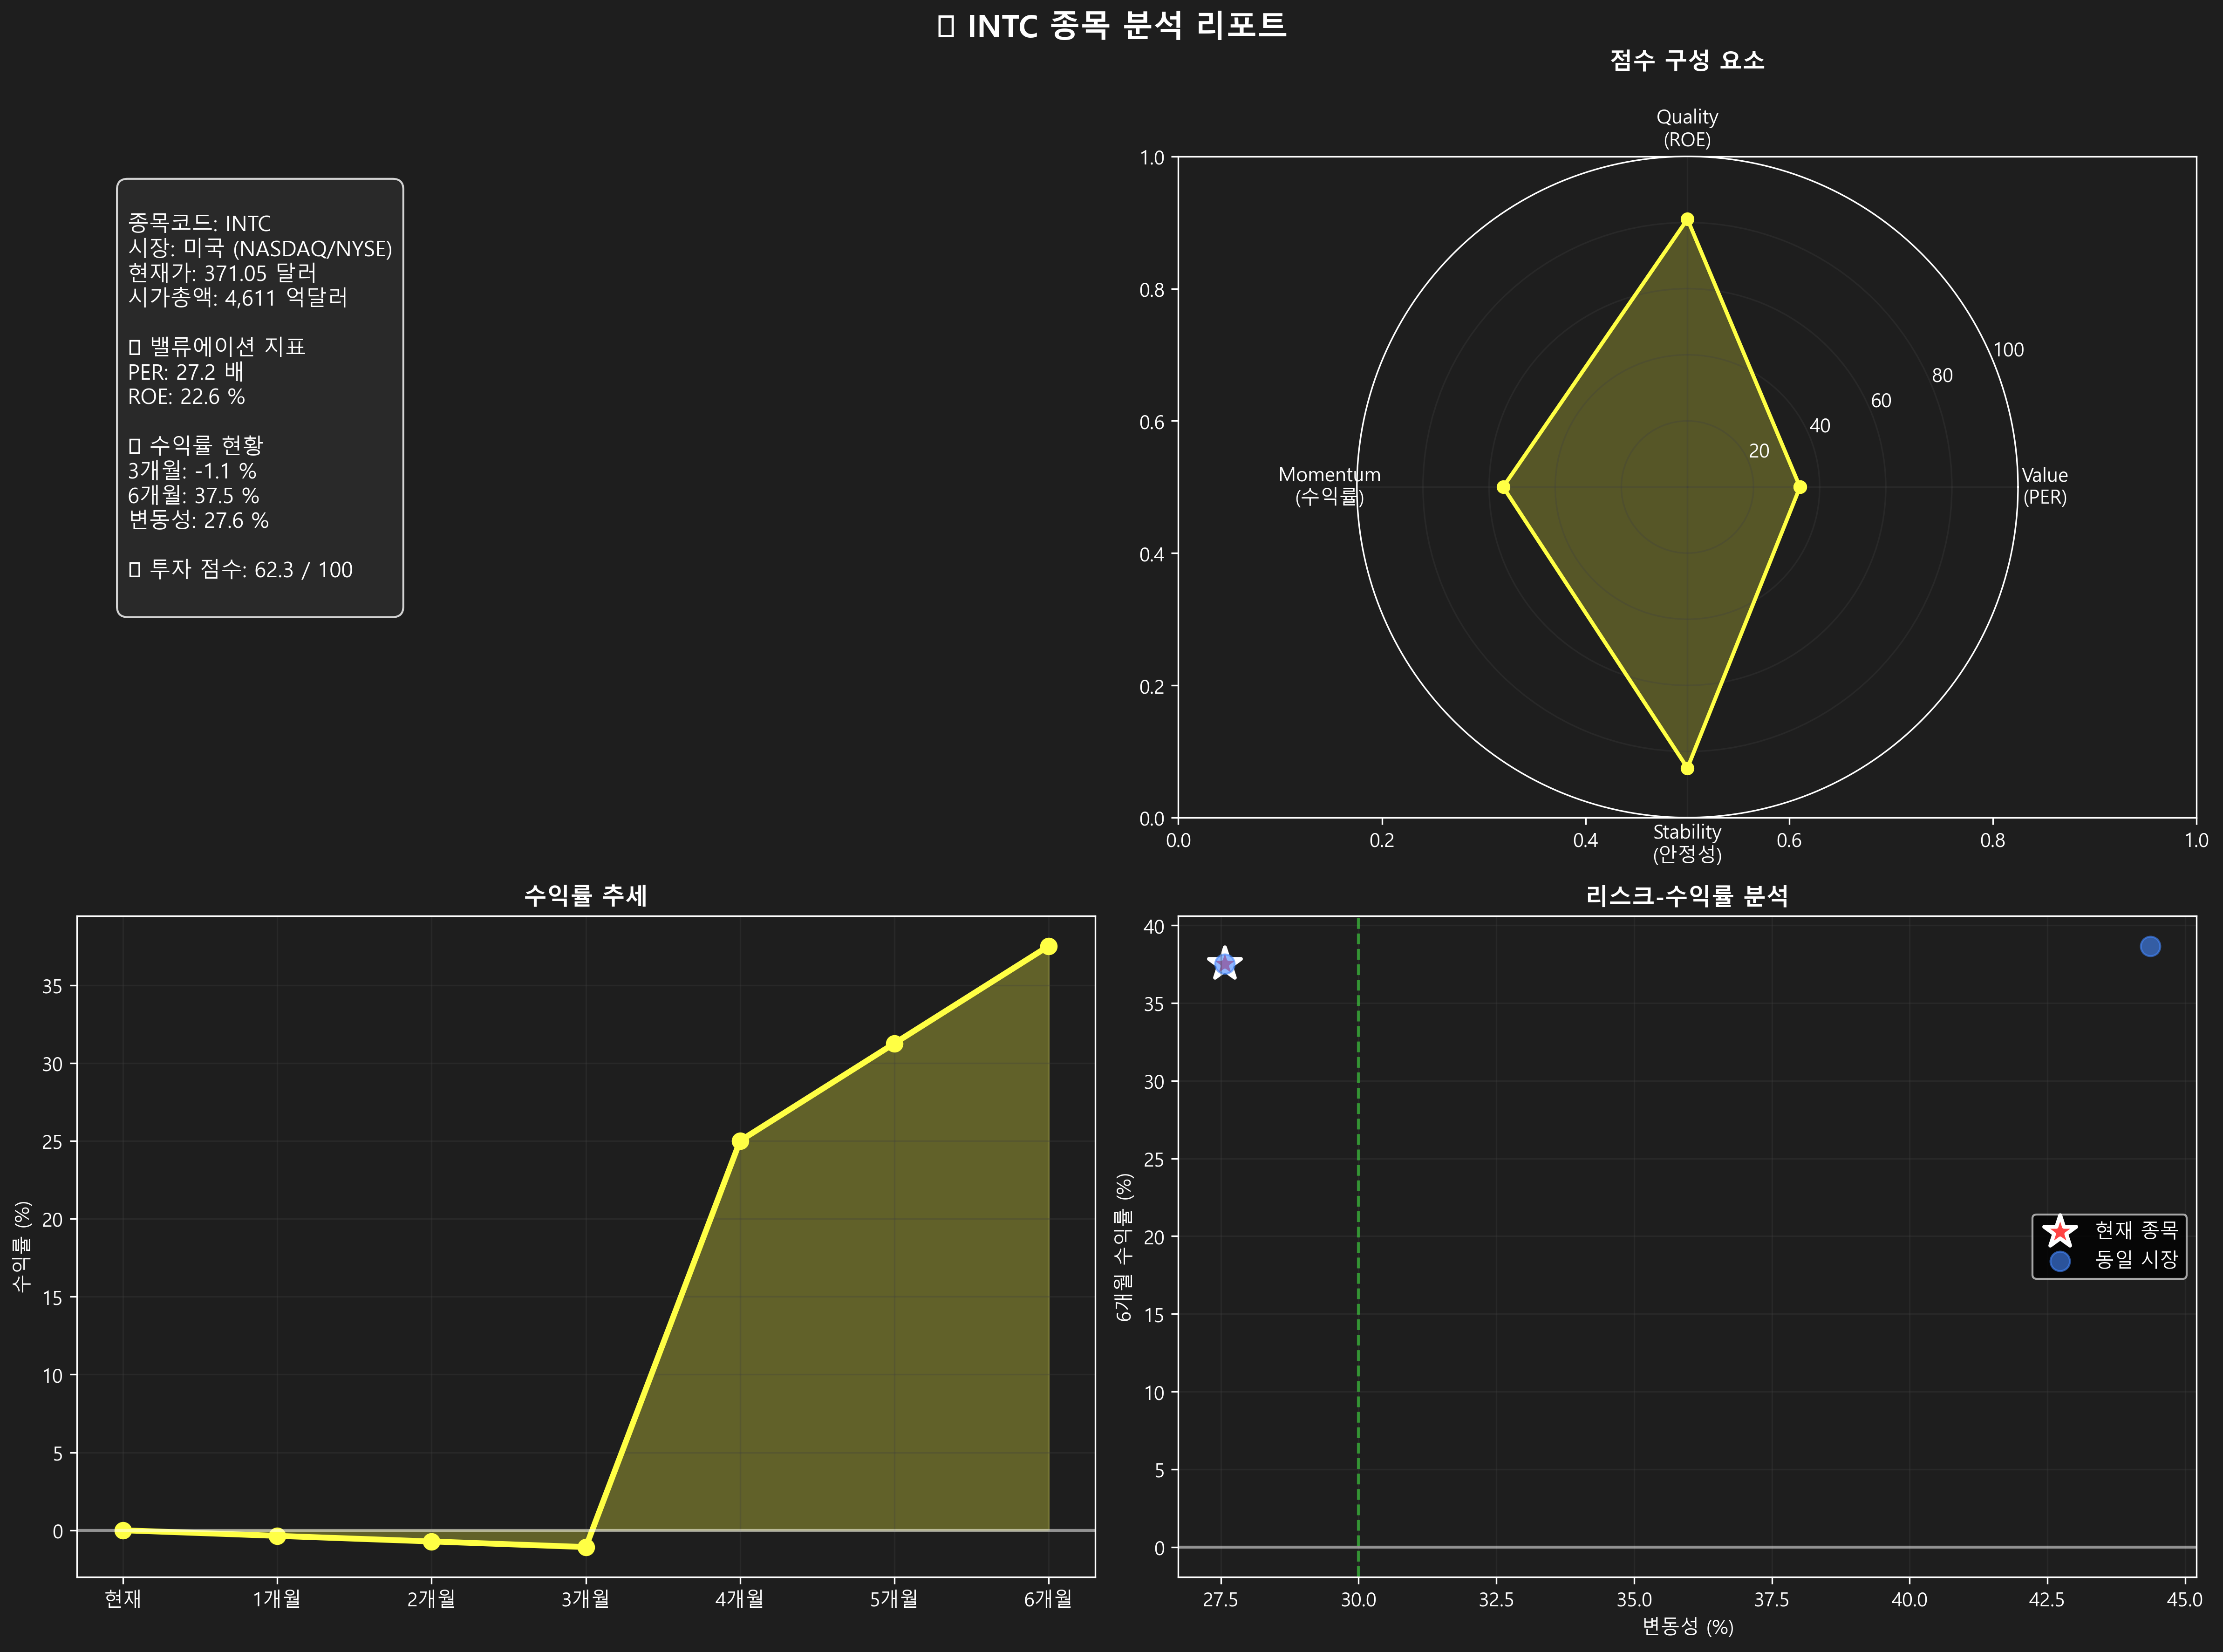 INTC 종목 분석 리포트
종목코드: INTC
시장: 미국 (NASDAQ/NYSE)
현재가: 371.05 달러
시가총액: 4,611 억달러
밸류에이션 지표
PER: 27.2 배
ROE: 22.6 %
수익률 현황
3개월: -1.1 %
6개월: 37.5 %
변동성: 27.6 %
투자 점수: 62.3 / 100
점수 구성 요소
Quality
(ROE)
Momentum
(수익률)
Value
(PER)
Stability
(안정성)
20
40
60
80
100
1.0
0.8
0.6
0.4
0.2
0.0
0.0
0.2
0.4
0.6
0.8
1.0
수익률 추세
수익률 (%)
35
30
25
20
15
10
5
0
현재
1개월
2개월
3개월
4개월
5개월
6개월
리스크-수익률 분석
6개월 수익률 (%)
40
35
30
25
20
15
10
5
0
현재 종목
동일 시장
27.5
30.0
32.5
35.0
37.5
40.0
42.5
45.0
변동성 (%)